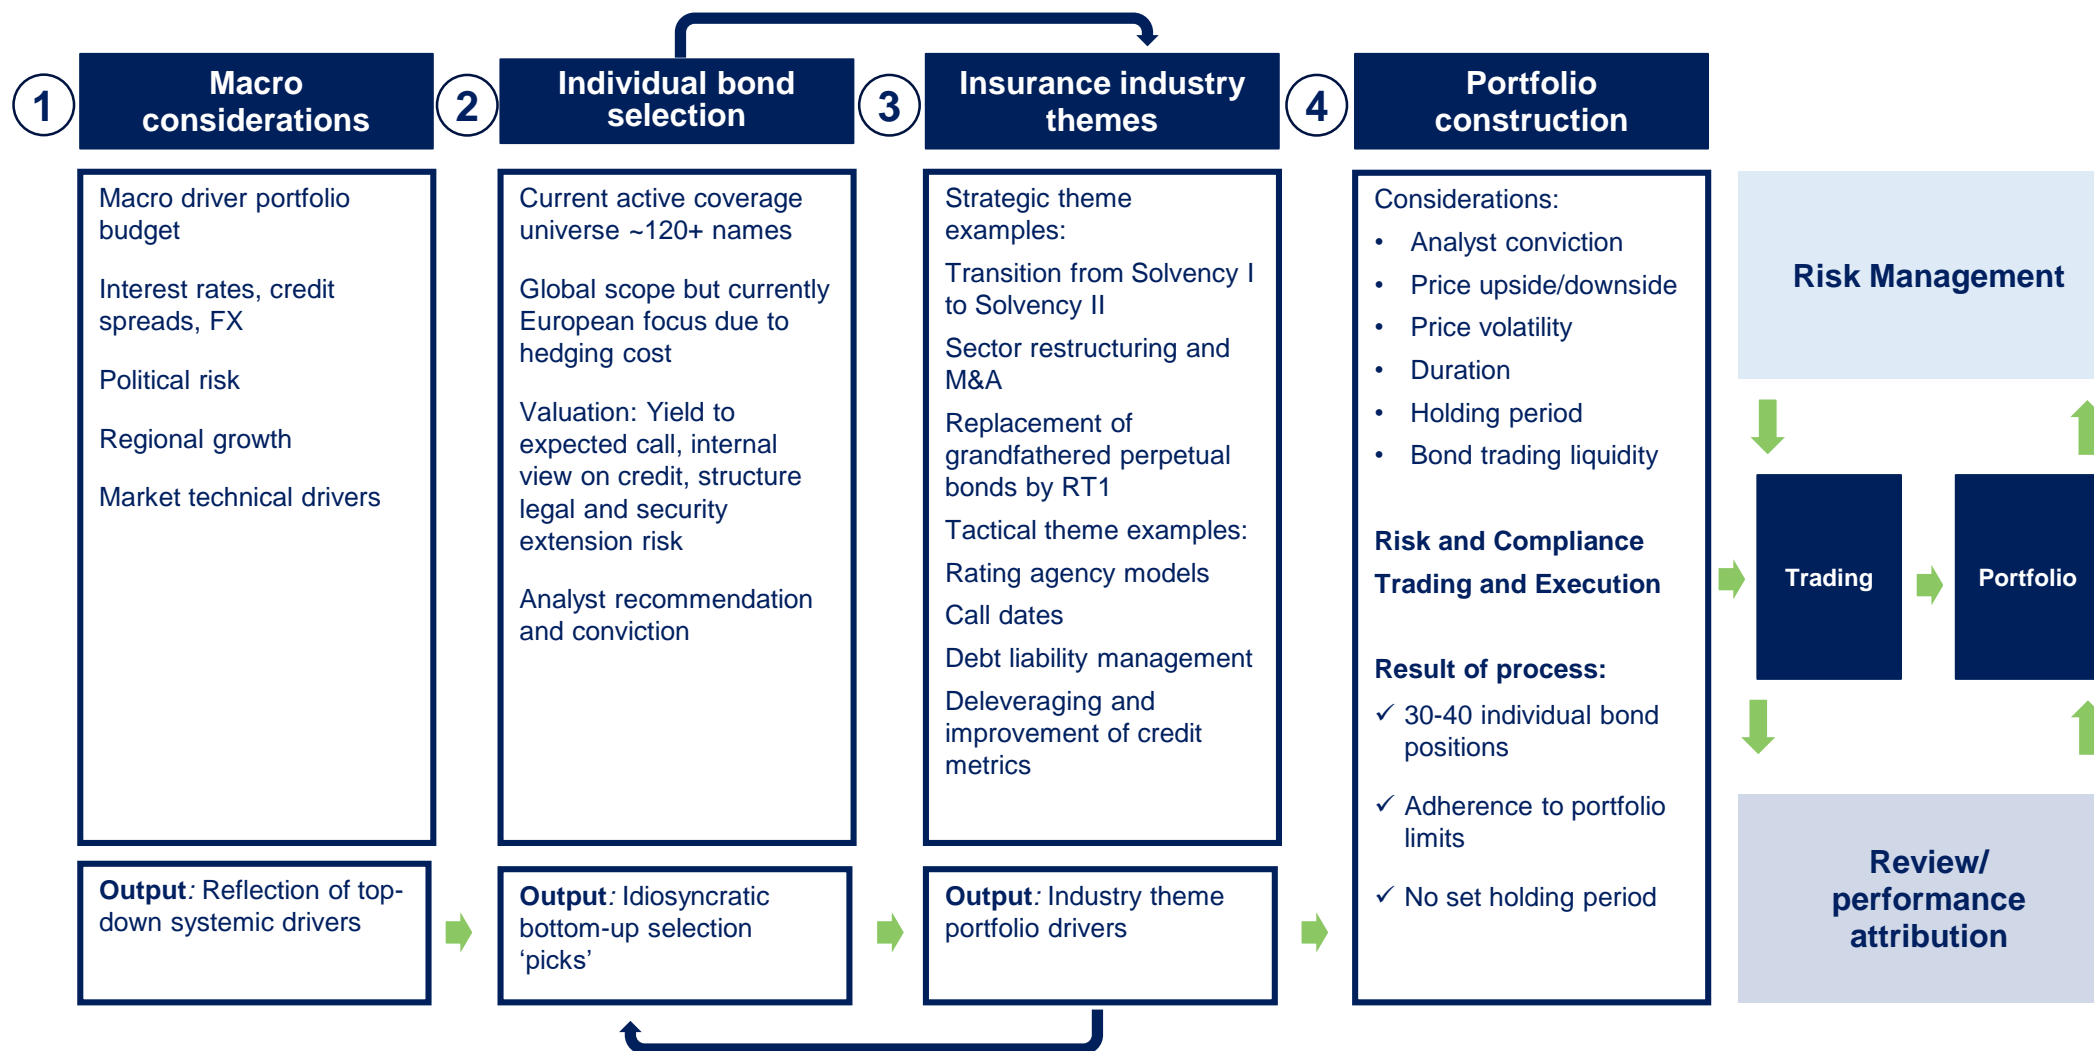 1
Macro
considerations
2
Individual bond
selection
3
Insurance industry
themes
4
Portfolio
construction
Macro driver portfolio
budget
Interest rates, credit
spreads, FX
Political risk
Regional growth
Market technical drivers
Output: Reflection of top-
down systemic drivers
Current active coverage
universe ~120+ names
Global scope but currently
European focus due to
hedging cost
Valuation: Yield to
expected call, internal
view on credit, structure
legal and security
extension risk
Analyst recommendation
and conviction
Output: Idiosyncratic
bottom-up selection
‘picks’
Strategic theme
examples:
Transition from Solvency I
to Solvency II
Sector restructuring and
M&A
Replacement of
grandfathered perpetual
bonds by RT1
Tactical theme examples:
Rating agency models
Call dates
Debt liability management
Deleveraging and
improvement of credit
metrics
Output: Industry theme
portfolio drivers
Considerations:
• Analyst conviction
• Price upside/downside
• Price volatility
• Duration
• Holding period
• Bond trading liquidity
Risk and Compliance
Trading and Execution
Result of process:
✓ 30-40 individual bond
positions
✓ Adherence to portfolio
limits
✓ No set holding period
Risk Management
Trading
Portfolio
Review/
performance
attribution